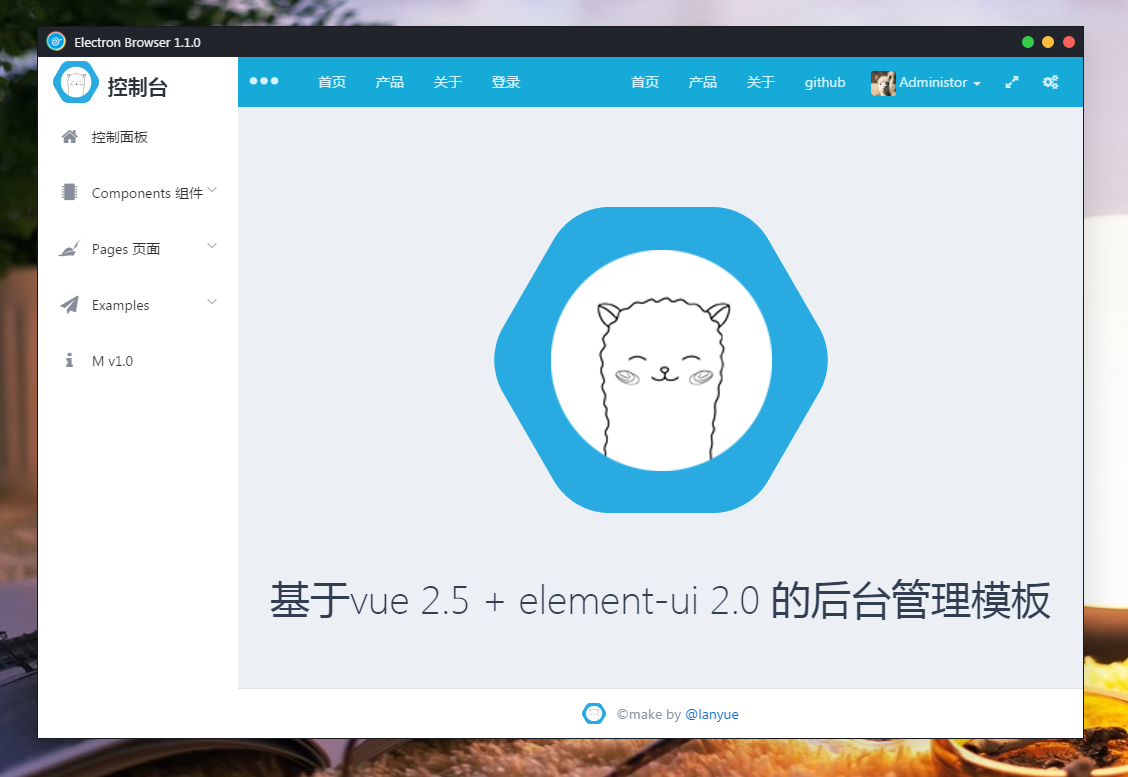 Electron Browser 1.1.0
控制台
首页 产品 关于 登录 首页 产品 关于 github Administor
控制面板
Components 组件
Pages 页面
Examples
M v1.0
基于vue 2.5 + element-ui 2.0 的后台管理模板
©make by @lanyue